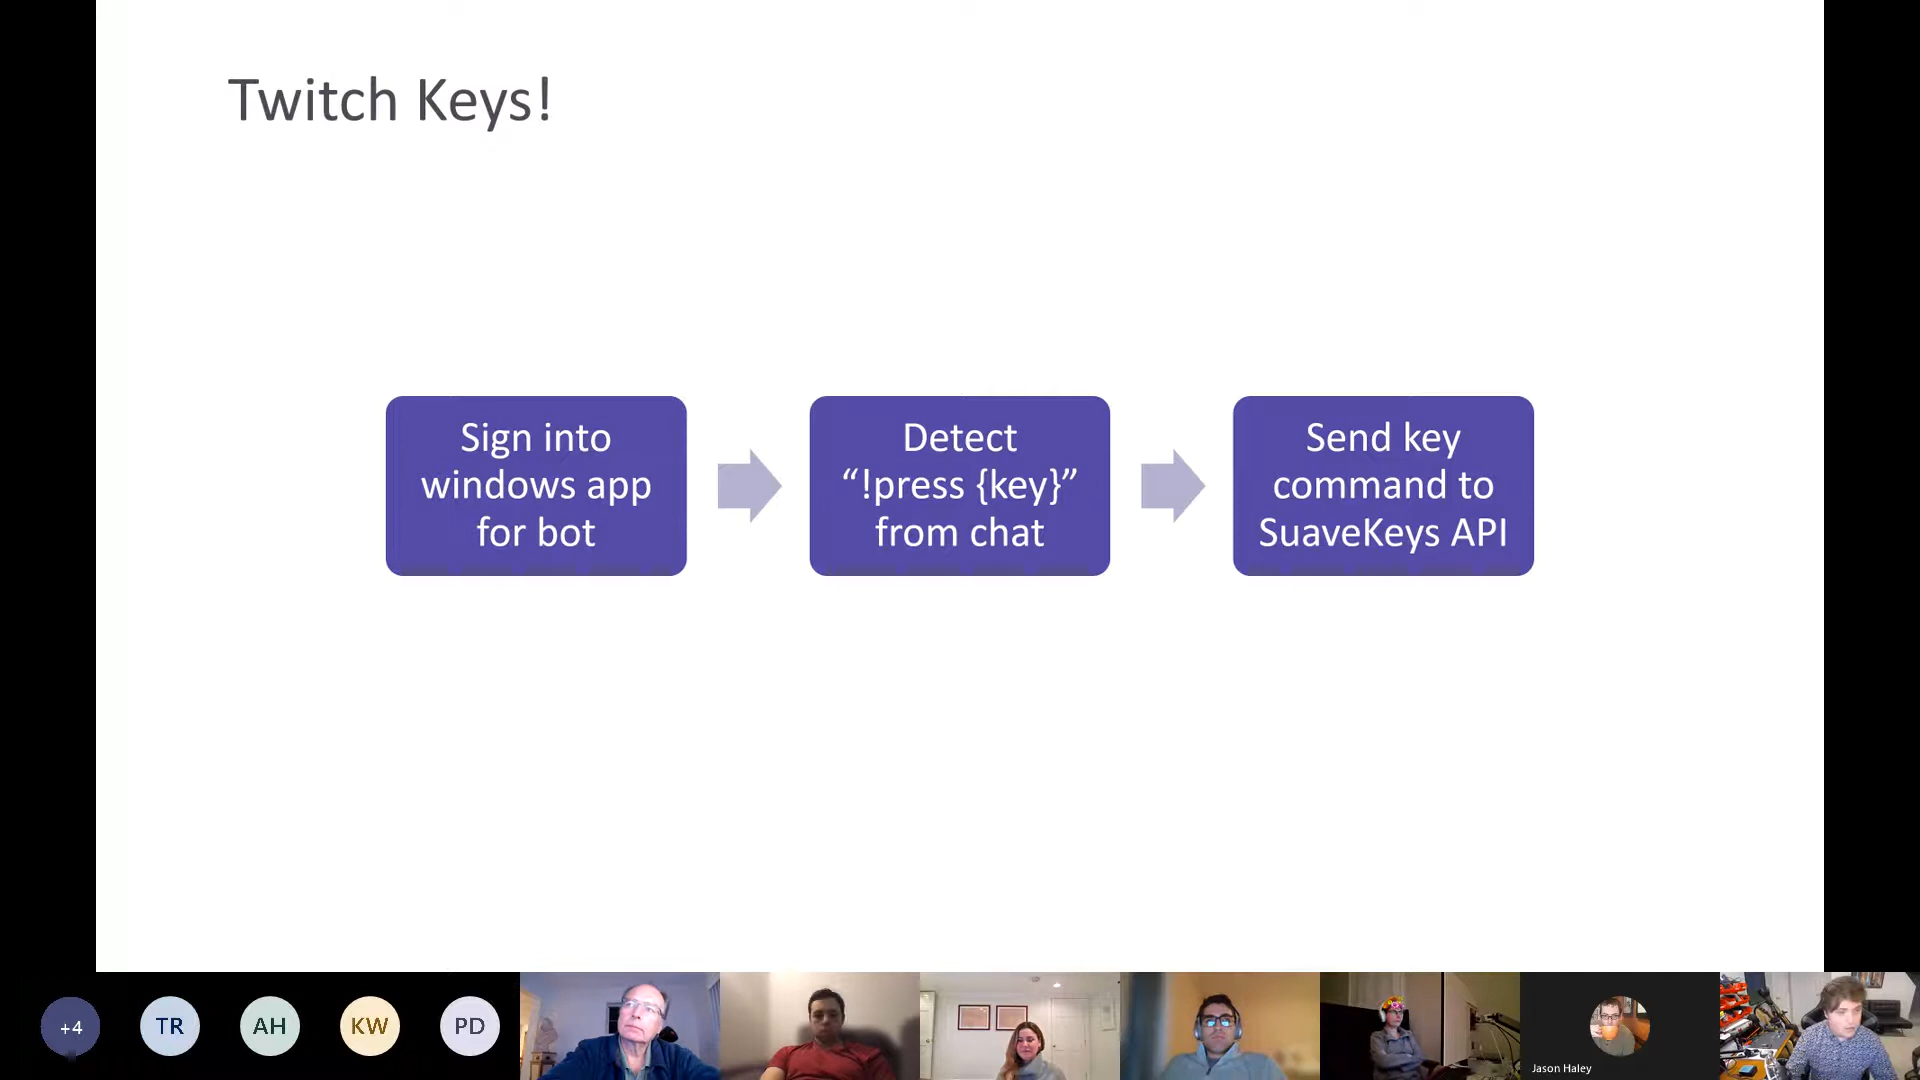 Twitch Keys!
Sign into
windows app
for bot
Detect
“!press {key}”
from chat
Send key
command to
SuaveKeys API
+4
TR
AH
KW
PD
Jason Haley